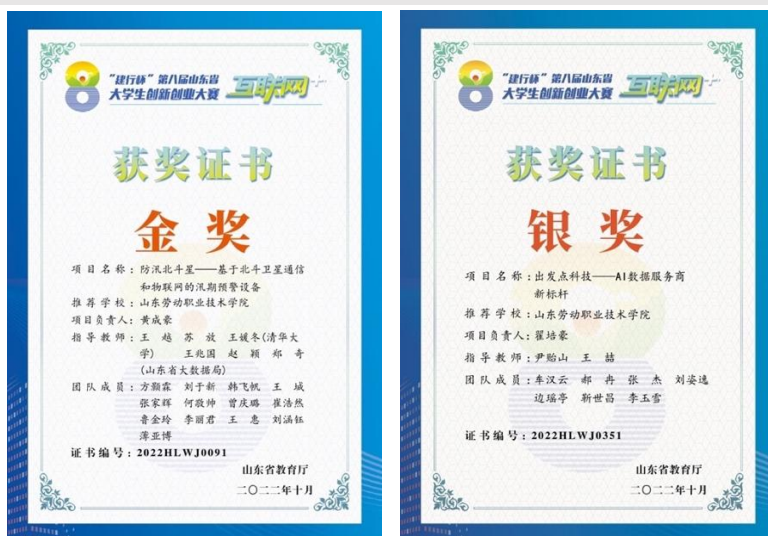 “建行杯”第八届山东省
大学生创新创业大赛 互联网+
获奖证书
金奖
项目名称：防汛北斗星——基于北斗卫星通信
和物联网的汛期预警设备
推荐学校：山东劳动职业技术学院
项目负责人：黄成豪
指导教师：王越 苏放 王媛冬(清华大
学) 王兆国 赵颖 郑奇
(山东省大数据局)
团队成员：方灏霖 刘于新 韩飞帆 王城
张家辉 何敬帅 曾庆璐 崔浩然
鲁金玲 李丽君 王惠 刘涵钰
薄亚博
证书编号：2022HLWJ0091
山东省教育厅
二〇二二年十月
“建行杯”第八届山东省
大学生创新创业大赛 互联网+
获奖证书
银奖
项目名称：出发点科技——AI数据服务商
新标杆
推荐学校：山东劳动职业技术学院
项目负责人：翟培豪
指导教师：尹贻山 王喆
团队成员：车汉云 郝冉 张杰 刘姿逸
边瑶亭 靳世昌 李玉雪
证书编号：2022HLWJ0351
山东省教育厅
二〇二二年十月